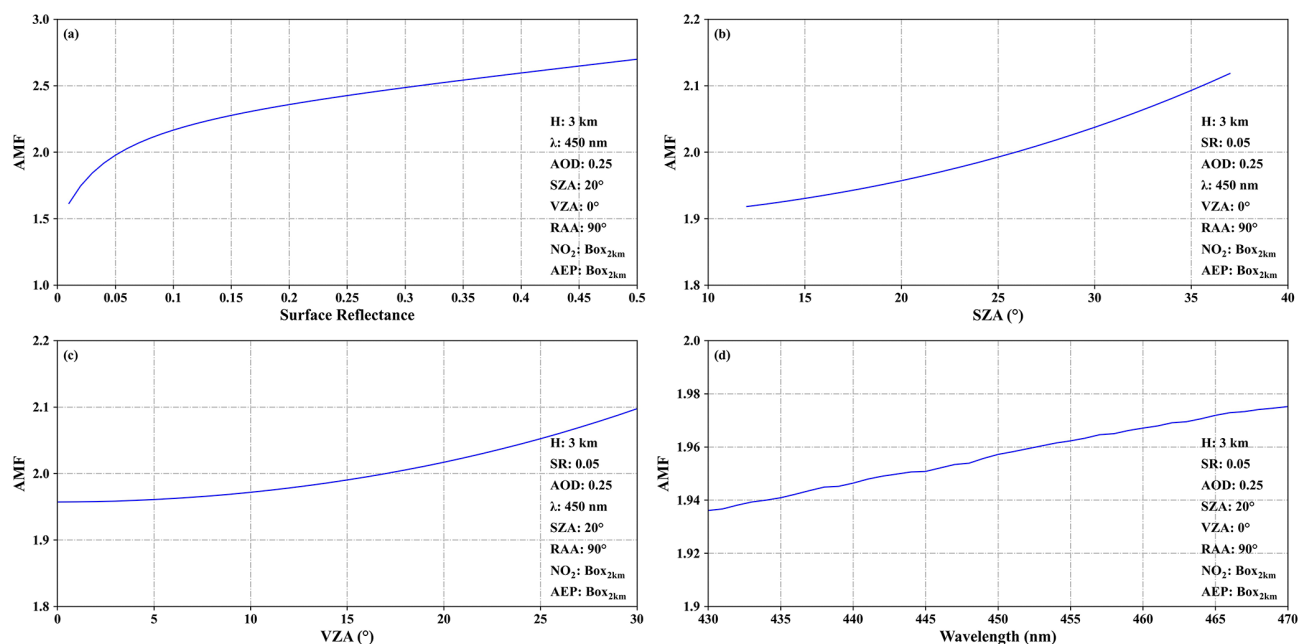 (a)
3.0
2.5
2.0
1.5
1.0
AMF
H: 3 km
λ: 450 nm
AOD: 0.25
SZA: 20°
VZA: 0°
RAA: 90°
NO₂: Box₂ₖₘ
AEP: Box₂ₖₘ
0 0.05 0.1 0.15 0.2 0.25 0.3 0.35 0.4 0.45 0.5
Surface Reflectance
(b)
2.2
2.1
2.0
1.9
1.8
AMF
H: 3 km
SR: 0.05
AOD: 0.25
λ: 450 nm
VZA: 0°
RAA: 90°
NO₂: Box₂ₖₘ
AEP: Box₂ₖₘ
10 15 20 25 30 35 40
SZA (°)
(c)
2.2
2.1
2.0
1.9
1.8
AMF
H: 3 km
SR: 0.05
AOD: 0.25
λ: 450 nm
SZA: 20°
RAA: 90°
NO₂: Box₂ₖₘ
AEP: Box₂ₖₘ
0 5 10 15 20 25 30
VZA (°)
(d)
2.0
1.98
1.96
1.94
1.92
1.9
AMF
H: 3 km
SR: 0.05
AOD: 0.25
SZA: 20°
VZA: 0°
RAA: 90°
NO₂: Box₂ₖₘ
AEP: Box₂ₖₘ
430 435 440 445 450 455 460 465 470
Wavelength (nm)